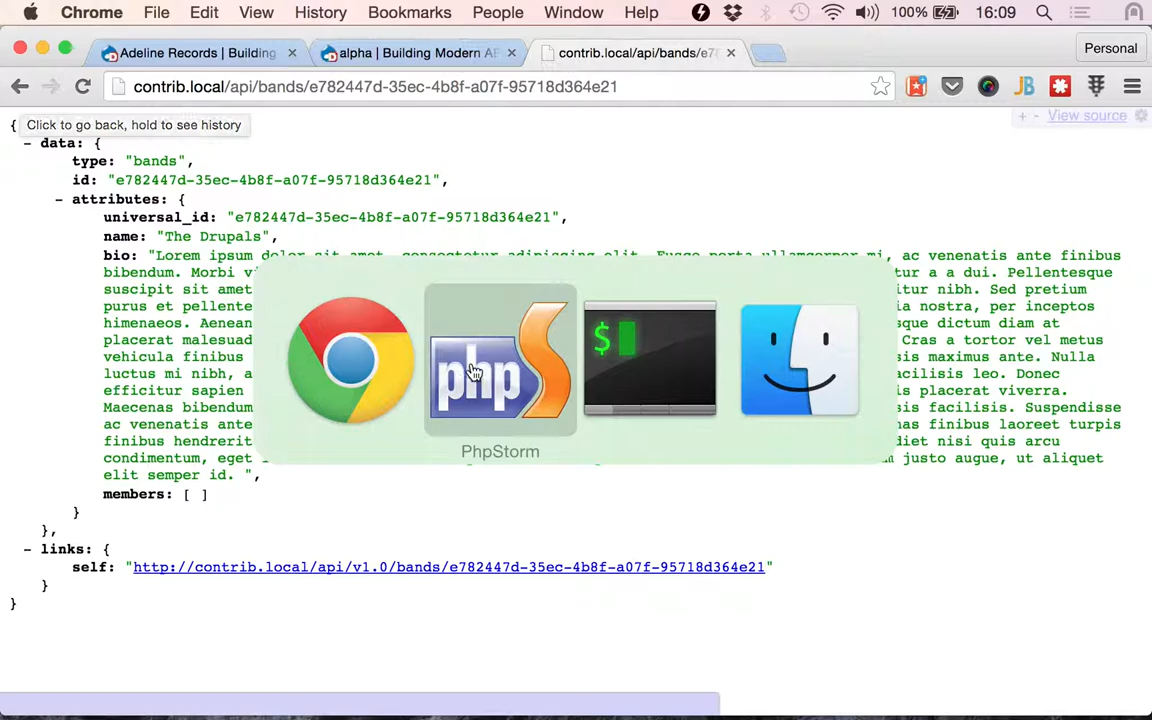 Chrome File Edit View History Bookmarks People Window Help 100% 16:09
Adeline Records | Building alpha | Building Modern AP contrib.local/api/bands/e7 Personal
contrib.local/api/bands/e782447d-35ec-4b8f-a07f-95718d364e21 JB
{ Click to go back, hold to see history + - View source
- data: {
type: "bands",
id: "e782447d-35ec-4b8f-a07f-95718d364e21",
- attributes: {
universal_id: "e782447d-35ec-4b8f-a07f-95718d364e21",
name: "The Drupals",
bio: "Lorem ipsum dolor sit amet, consectetur adipiscing elit. Fusce porta ullamcorper mi, ac venenatis ante finibus
bibendum. Morbi v tur a a dui. Pellentesque
suscipit sit amet itur nibh. Sed pretium
purus et pellente a nostra, per inceptos
himenaeos. Aenean sque dictum diam at
placerat malesuad Cras a tortor vel metus
vehicula finibus s maximus ante. Nulla
luctus mi nibh, a facilisis leo. Donec
efficitur sapien is placerat viverra.
Maecenas bibendum s facilisis. Suspendisse
ac venenatis ante nas finibus laoreet turpis
finibus hendrerit diet nisi quis arcu
condimentum, eget justo augue, ut aliquet
elit semper id. ",
members: [ ]
}
},
- links: {
self: "http://contrib.local/api/v1.0/bands/e782447d-35ec-4b8f-a07f-95718d364e21"
}
}
php S
$
PhpStorm